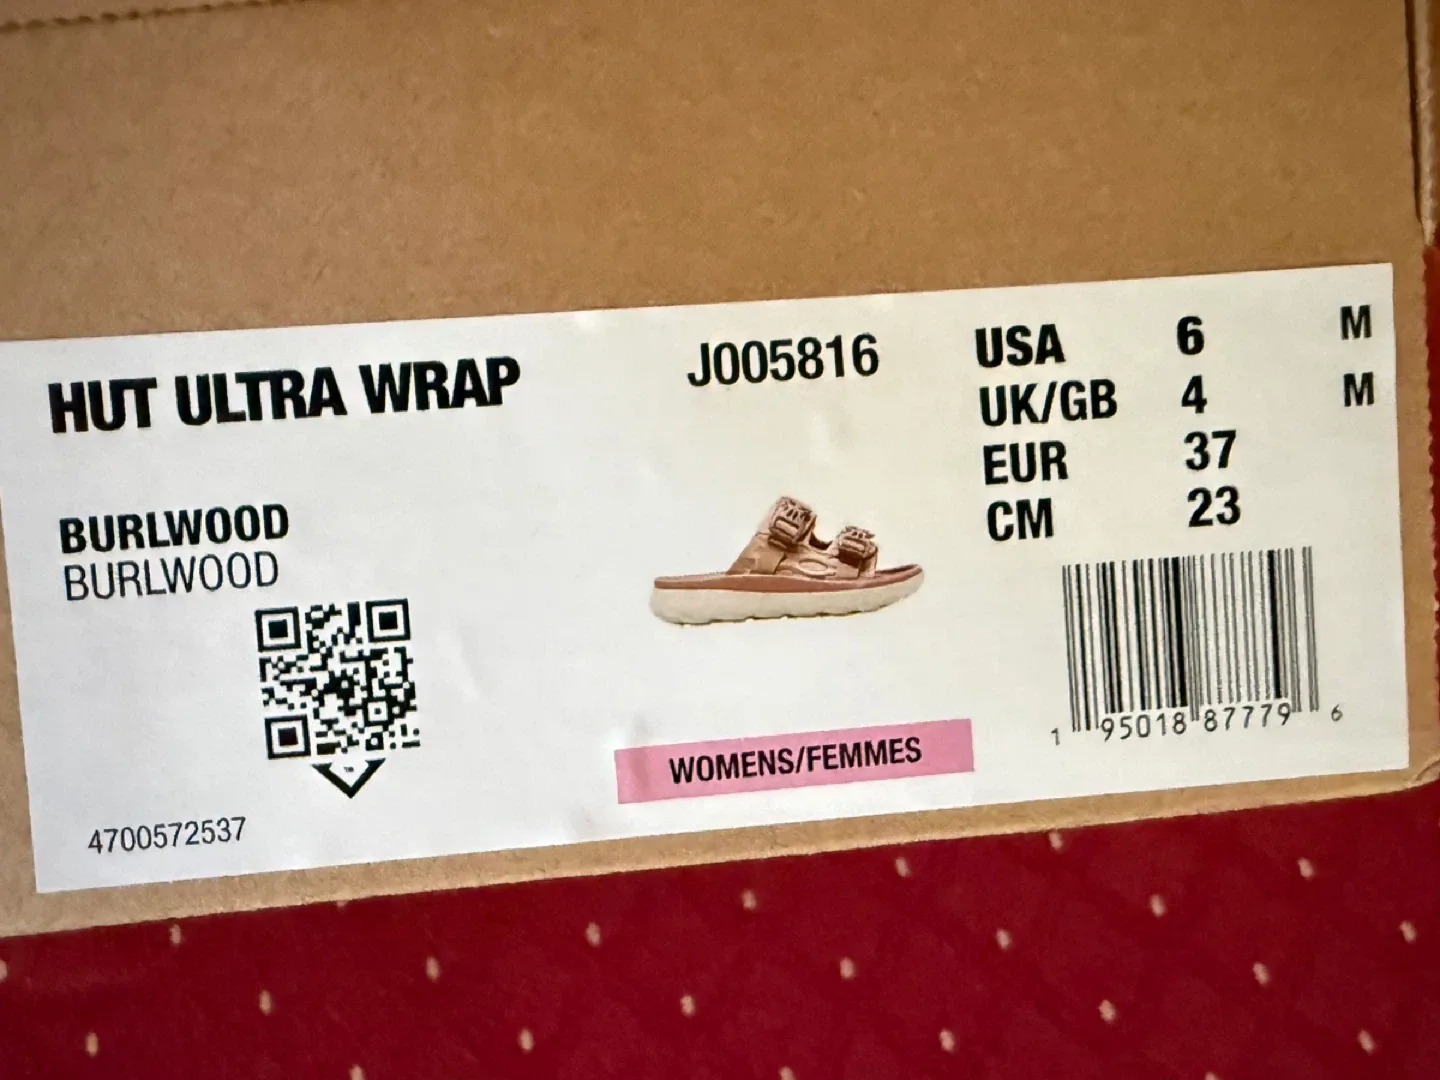 HUT ULTRA WRAP
J005816
USA 6 M
UK/GB 4 M
EUR 37
CM 23
BURLWOOD
BURLWOOD
™
1 95018 87779 6
WOMENS/FEMMES
4700572537